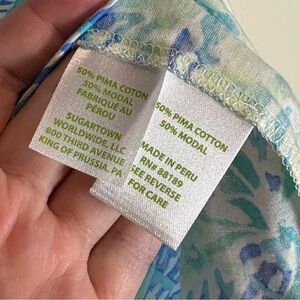 50% PIMA COTTON
50% MODAL
FABRIQUÉ AU
PÉROU
SUGARTOWN
WORLDWIDE, LLC
800 THIRD AVENUE
KING OF PRUSSIA, PA
50% PIMA COTTON
50% MODAL
MADE IN PERU
RN# 88189
SEE REVERSE
FOR CARE